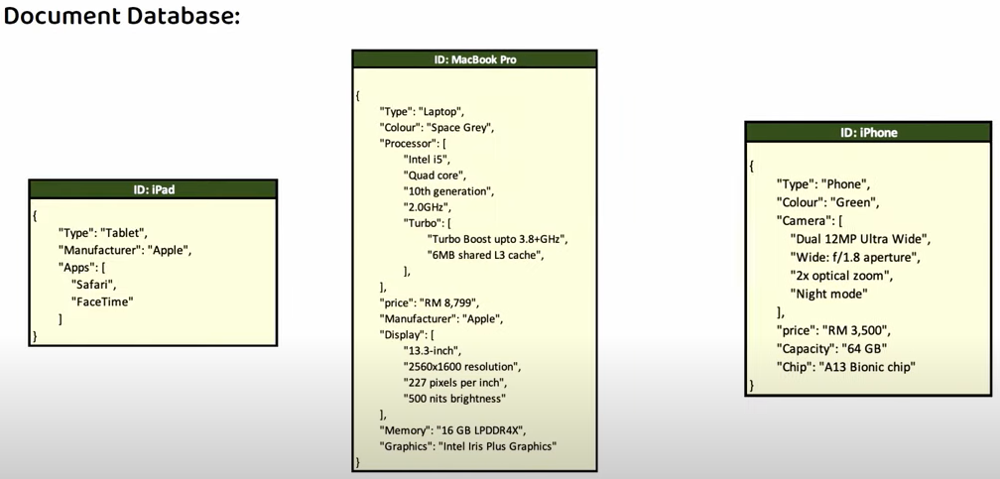 Document Database:
ID: iPad
{
"Type": "Tablet",
"Manufacturer": "Apple",
"Apps": [
"Safari",
"FaceTime"
]
}
ID: MacBook Pro
{
"Type": "Laptop",
"Colour": "Space Grey",
"Processor": [
"Intel i5",
"Quad core",
"10th generation",
"2.0GHz",
"Turbo": [
"Turbo Boost upto 3.8+GHz",
"6MB shared L3 cache",
],
],
"price": "RM 8,799",
"Manufacturer": "Apple",
"Display": [
"13.3-inch",
"2560x1600 resolution",
"227 pixels per inch",
"500 nits brightness"
],
"Memory": "16 GB LPDDR4X",
"Graphics": "Intel Iris Plus Graphics"
}
ID: iPhone
{
"Type": "Phone",
"Colour": "Green",
"Camera": [
"Dual 12MP Ultra Wide",
"Wide: f/1.8 aperture",
"2x optical zoom",
"Night mode"
],
"price": "RM 3,500",
"Capacity": "64 GB"
"Chip": "A13 Bionic chip"
}